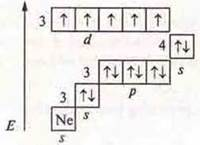 3 ↑ ↑ ↑ ↑ ↑
d
4 ↑↓
s
3 ↑↓ ↑↓ ↑↓
p
3 ↑↓
s
Ne
s
E